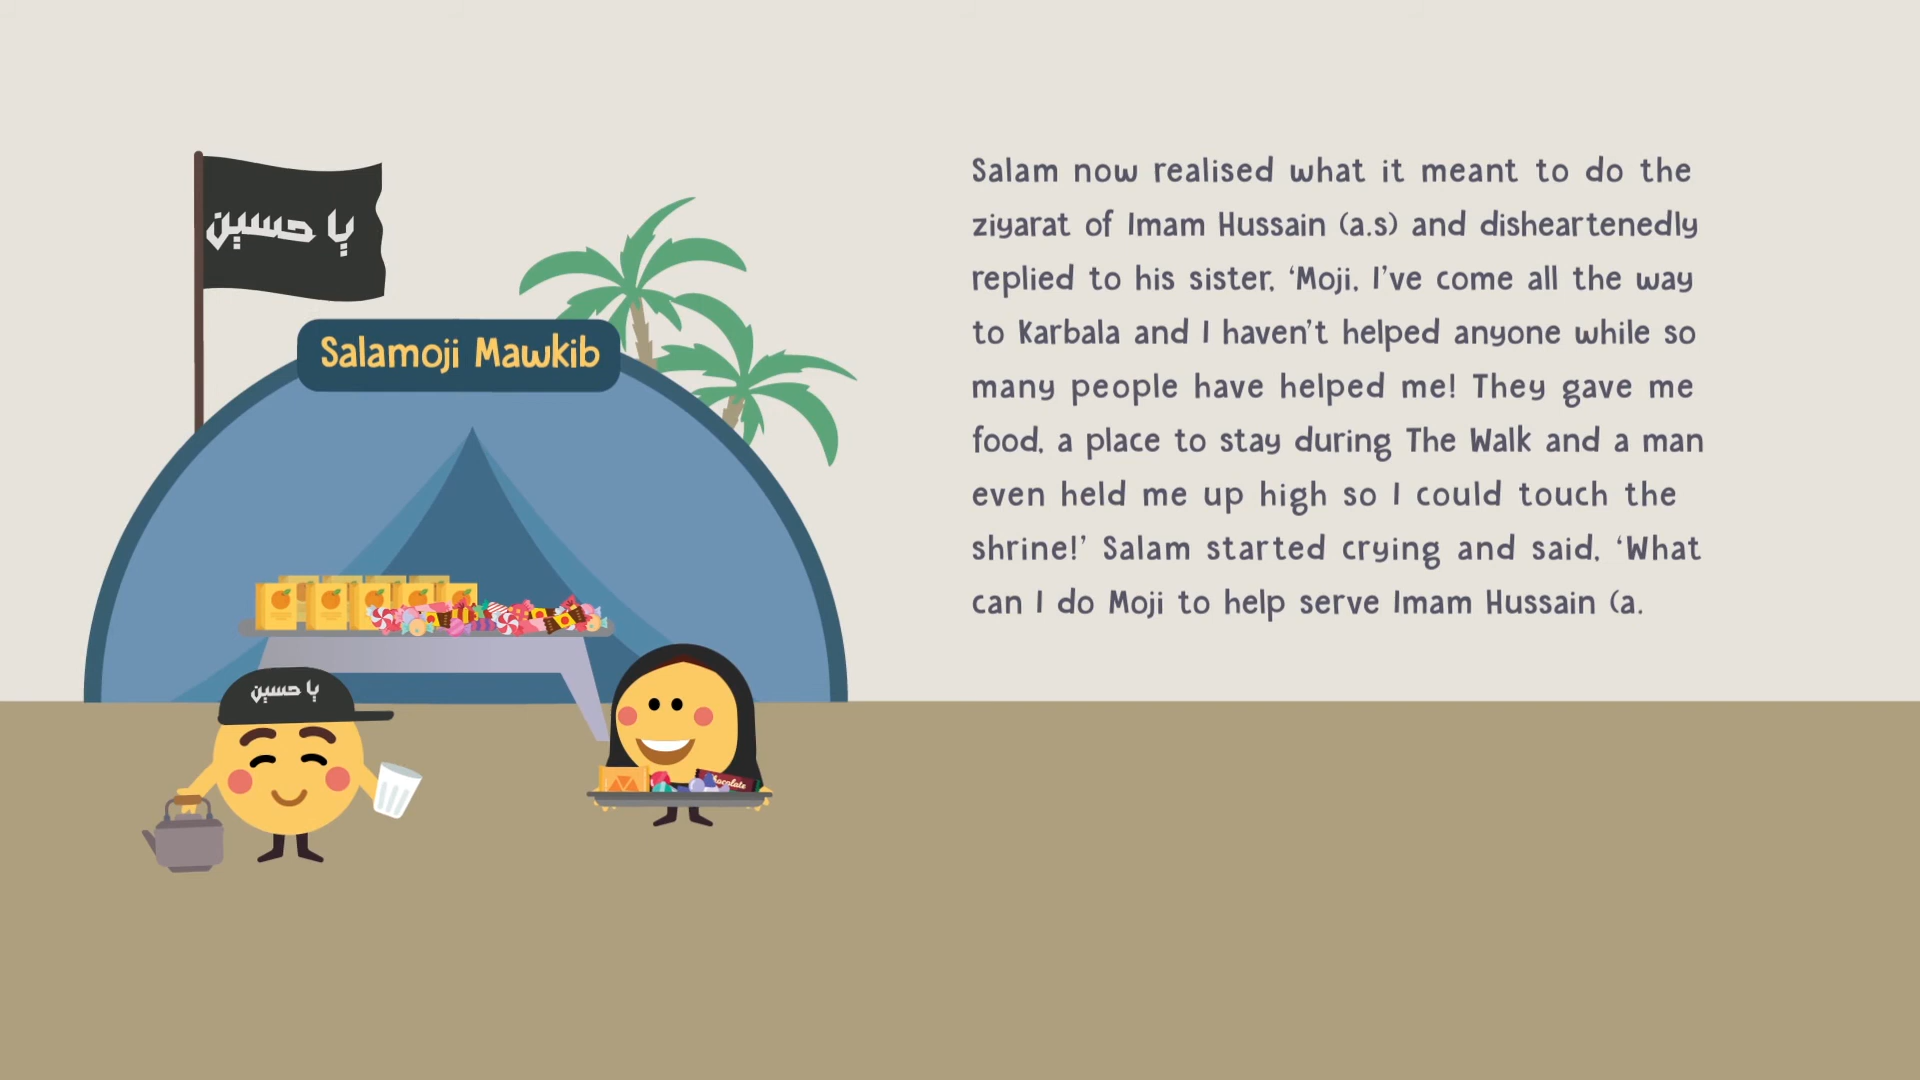 يا حسين
Salamoji Mawkib
يا حسين
Chocolate
Salam now realised what it meant to do the
ziyarat of Imam Hussain (a.s) and disheartenedly
replied to his sister, ‘Moji, I’ve come all the way
to Karbala and I haven’t helped anyone while so
many people have helped me! They gave me
food, a place to stay during The Walk and a man
even held me up high so I could touch the
shrine!’ Salam started crying and said, ‘What
can I do Moji to help serve Imam Hussain (a.